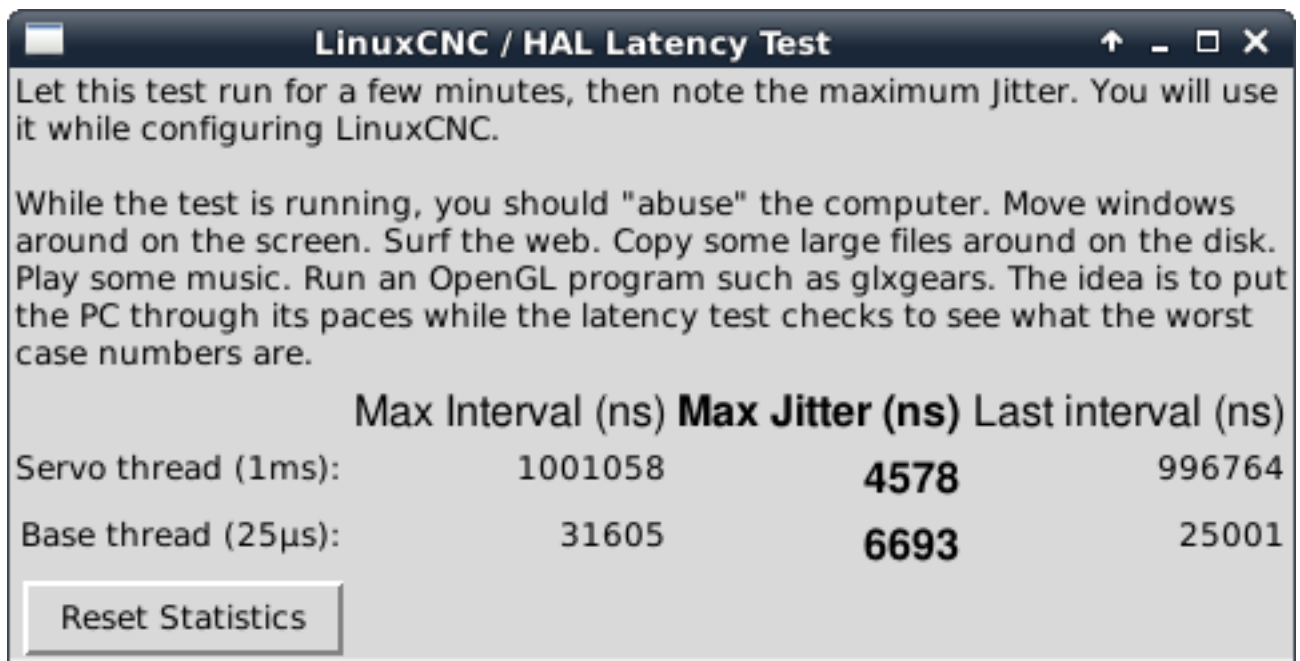 LinuxCNC / HAL Latency Test
Let this test run for a few minutes, then note the maximum Jitter. You will use
it while configuring LinuxCNC.
While the test is running, you should "abuse" the computer. Move windows
around on the screen. Surf the web. Copy some large files around on the disk.
Play some music. Run an OpenGL program such as glxgears. The idea is to put
the PC through its paces while the latency test checks to see what the worst
case numbers are.
Max Interval (ns) Max Jitter (ns) Last interval (ns)
Servo thread (1ms): 1001058 4578 996764
Base thread (25µs): 31605 6693 25001
Reset Statistics